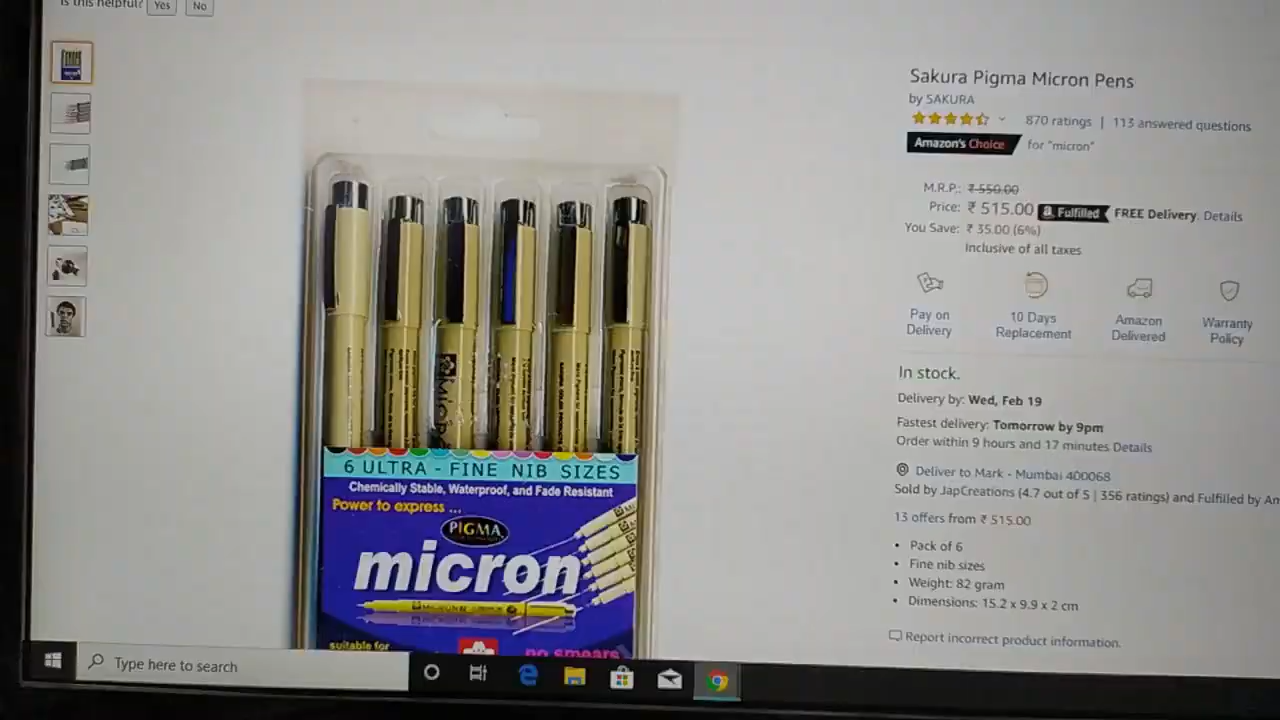 Is this helpful? Yes No
Sakura Pigma Micron Pens
by SAKURA
870 ratings | 113 answered questions
Amazon's Choice for "micron"
M.R.P.: ₹ 550.00
Price: ₹ 515.00 a Fulfilled FREE Delivery. Details
You Save: ₹ 35.00 (6%)
Inclusive of all taxes
Pay on Delivery
10 Days Replacement
Amazon Delivered
Warranty Policy
In stock.
Delivery by: Wed, Feb 19
Fastest delivery: Tomorrow by 9pm
Order within 9 hours and 17 minutes Details
Deliver to Mark - Mumbai 400068
Sold by JapCreations (4.7 out of 5 | 356 ratings) and Fulfilled by Am
13 offers from ₹ 515.00
• Pack of 6
• Fine nib sizes
• Weight: 82 gram
• Dimensions: 15.2 x 9.9 x 2 cm
Report incorrect product information.
6 ULTRA - FINE NIB SIZES
Chemically Stable, Waterproof, and Fade Resistant
Power to express ...
PIGMA
micron
suitable for
no smears
Type here to search